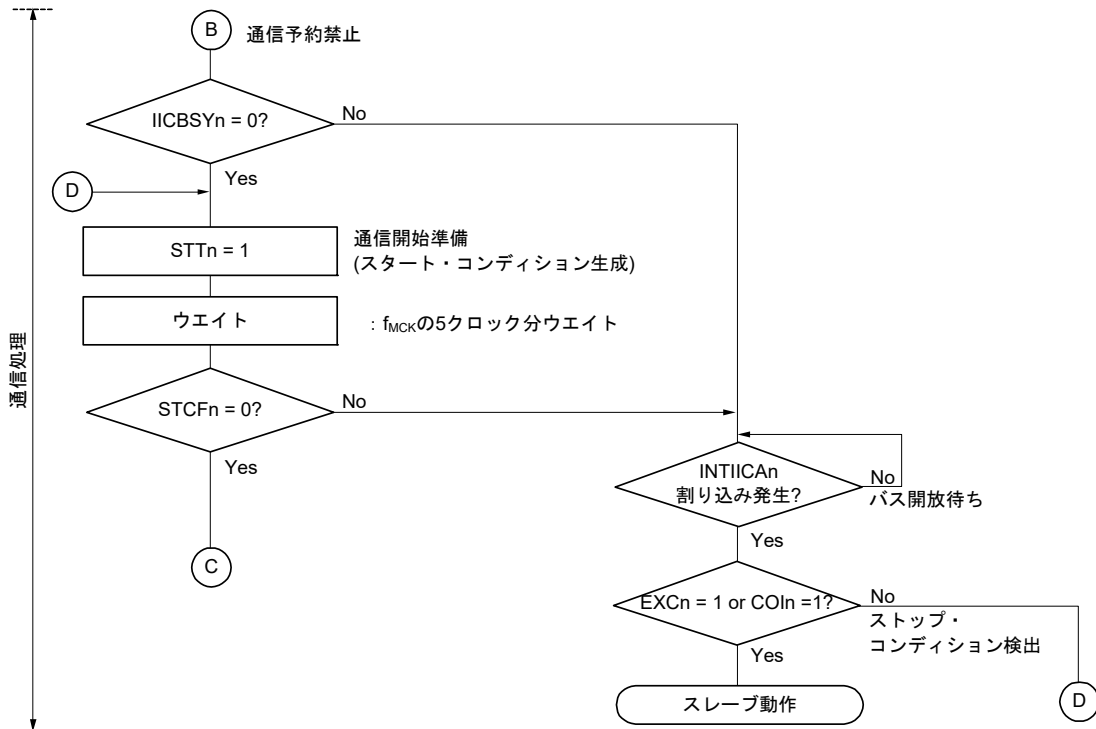 B
通信予約禁止
IICBSYn = 0?
No
Yes
D
STTn = 1
通信開始準備
(スタート・コンディション生成)
ウエイト
：fMCKの5クロック分ウエイト
通信処理
STCFn = 0?
No
Yes
INTIICAn
割り込み発生?
No
バス開放待ち
Yes
C
EXCn = 1 or COIn =1?
No
ストップ・
コンディション検出
Yes
スレーブ動作
D